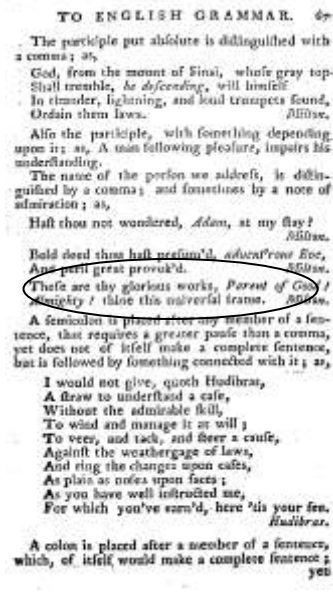 TO ENGLISH GRAMMAR.
The participle put abſolute is diſtinguiſhed with
a comma; as,
God, from the mount of Sinai, whoſe gray top
Shall tremble, he deſcending, will himſelf
In thunder, lightning, and loud trumpets ſound,
Ordain them laws. Milton.
Alſo the participle, with ſomething depending
upon it; as, A man following pleaſure, impairs his
underſtanding.
The name of the perſon we addreſs, is diſtin-
guiſhed by a comma; and ſometimes by a note of
admiration; as,
Haſt thou not wondered, Adam, at my ſtay?
Milton.
Bold deed thou haſt preſum'd, advent'rous Eve,
And peril great provok'd. Milton.
Theſe are thy glorious works, Parent of Good!
Almighty! thine this univerſal frame. Milton.
A ſemicolon is placed after any member of a ſen-
tence, that requires a greater pauſe than a comma,
yet does not of itſelf make a complete ſentence,
but is followed by ſomething connected with it; as,
I would not give, quoth Hudibras,
A ſtraw to underſtand a caſe,
Without the admirable ſkill,
To wind and manage it at will;
To veer, and tack, and ſteer a cauſe,
Againſt the weathergage of laws,
And ring the changes upon caſes,
As plain as noſes upon faces;
As you have well inſtructed me,
For which you've earn'd, here 'tis your fee.
Hudibras.
A colon is placed after a member of a ſentence,
which, of itſelf would make a complete ſentence;
yet